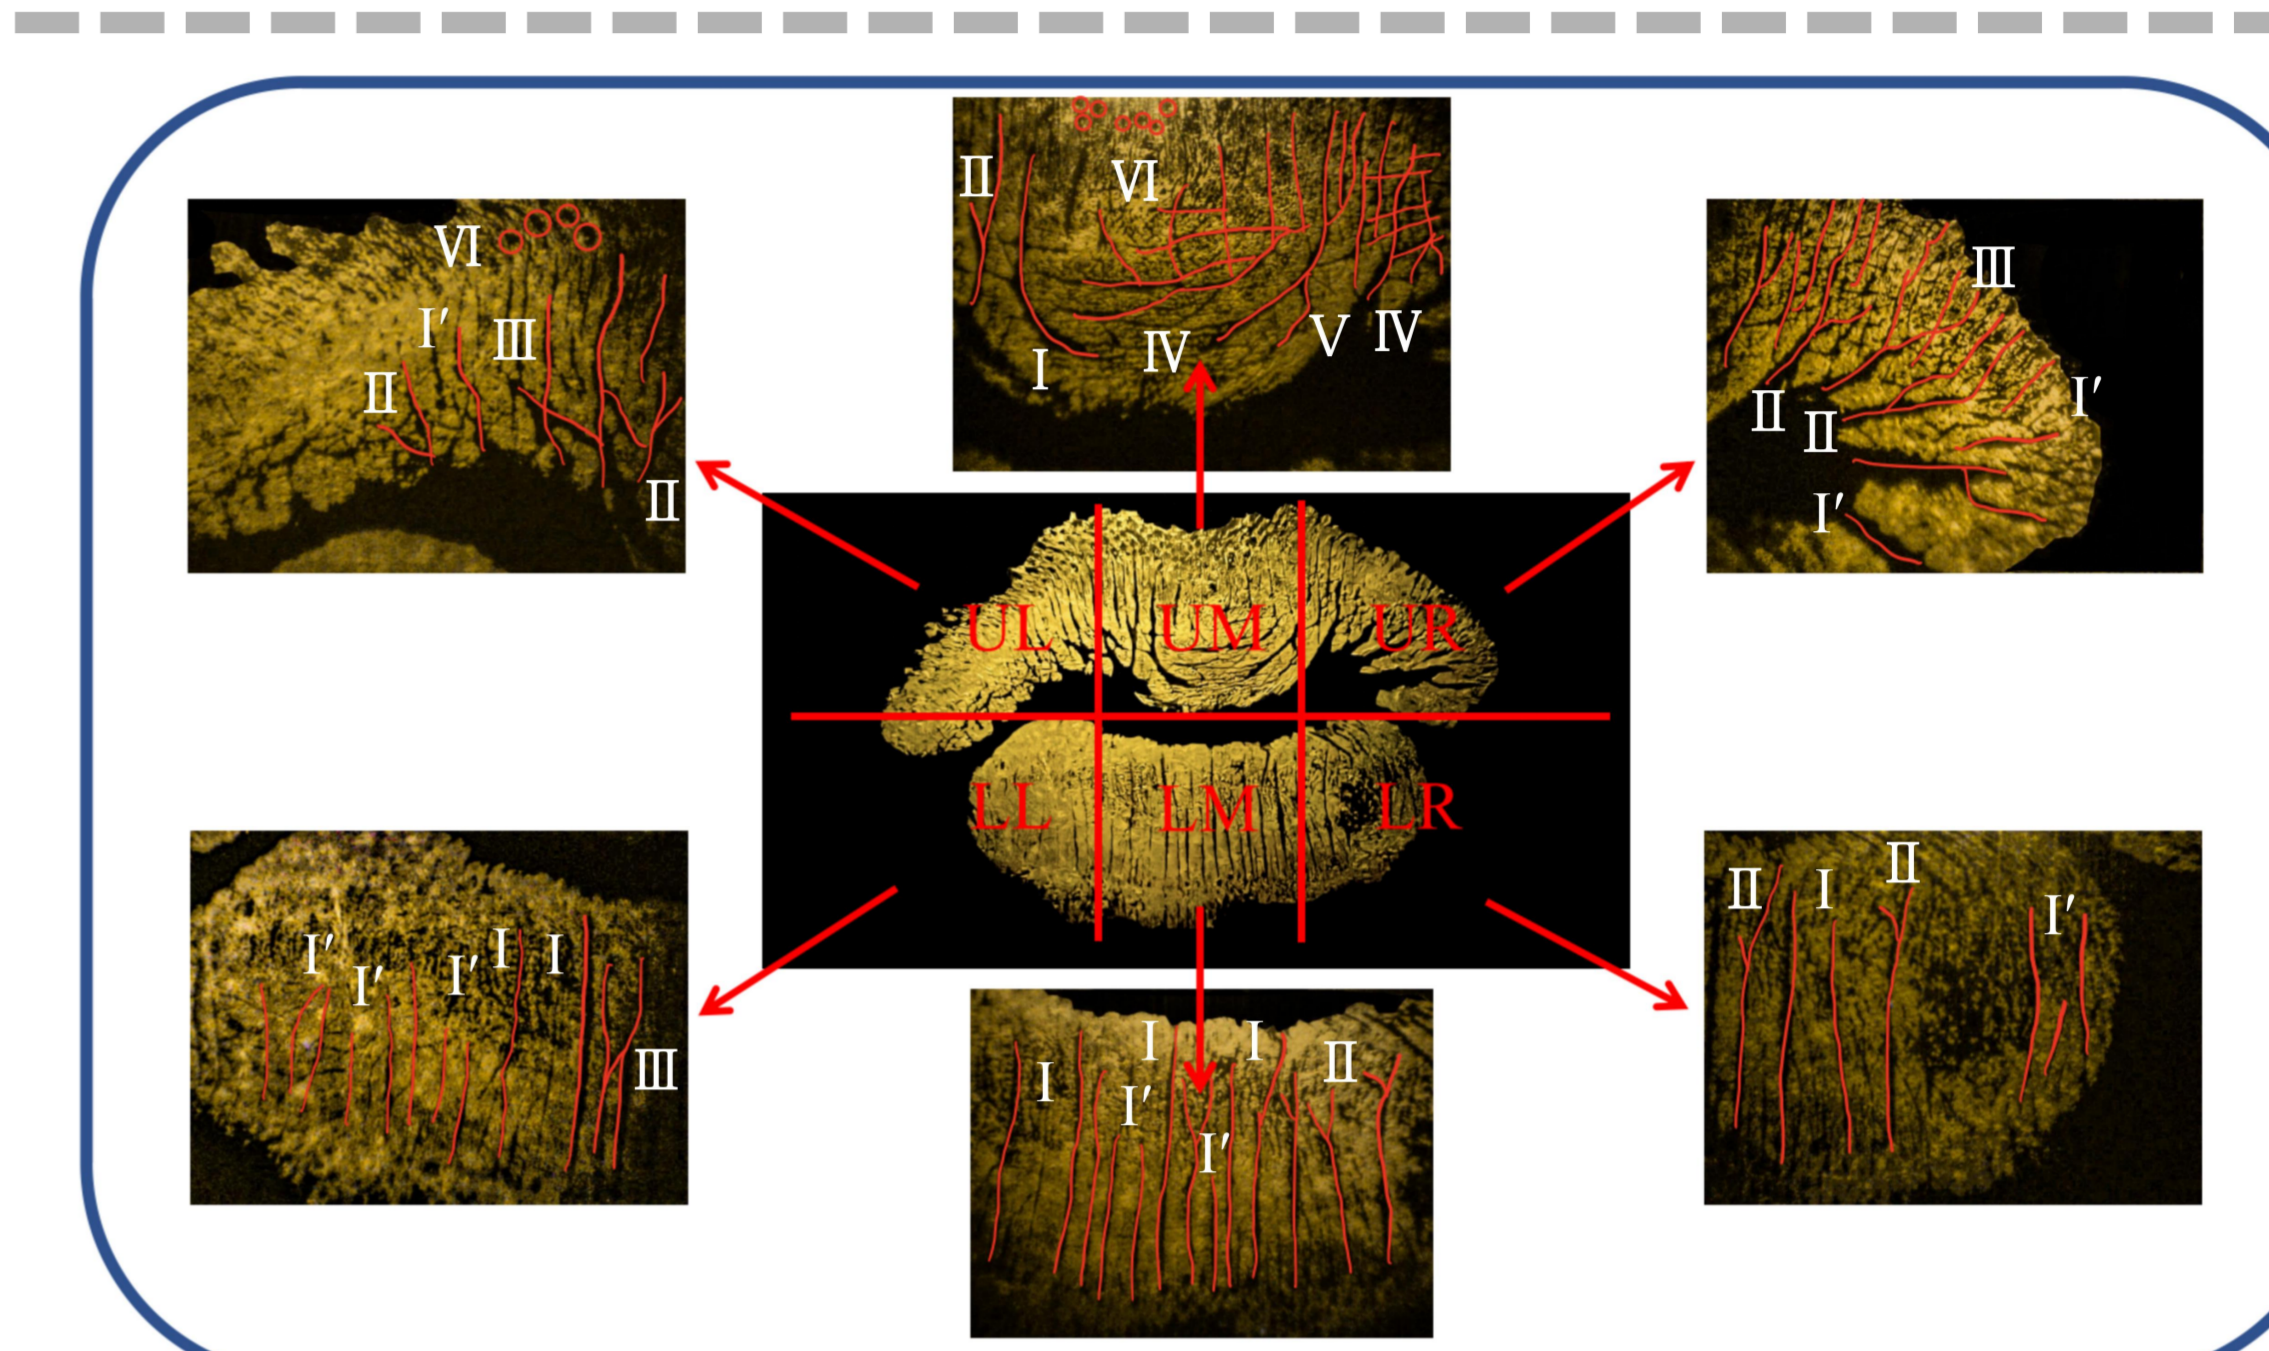 Ⅱ Ⅵ
Ⅰ Ⅳ Ⅴ Ⅳ
Ⅵ
Ⅰ′ Ⅲ
Ⅱ
Ⅱ
Ⅲ
Ⅰ′
Ⅱ Ⅱ
Ⅰ′
UL UM UR
LL LM LR
Ⅰ′ Ⅰ′ Ⅰ′ Ⅰ Ⅰ
Ⅲ
Ⅰ Ⅰ Ⅰ Ⅱ
Ⅰ′
Ⅰ′
Ⅱ Ⅰ Ⅱ
Ⅰ′